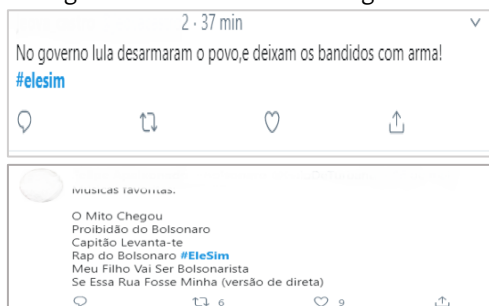 2 · 37 min
No governo lula desarmaram o povo,e deixam os bandidos com arma!
#elesim
Músicas favoritas:
O Mito Chegou
Proibidão do Bolsonaro
Capitão Levanta-te
Rap do Bolsonaro #EleSim
Meu Filho Vai Ser Bolsonarista
Se Essa Rua Fosse Minha (versão de direta)
6 9